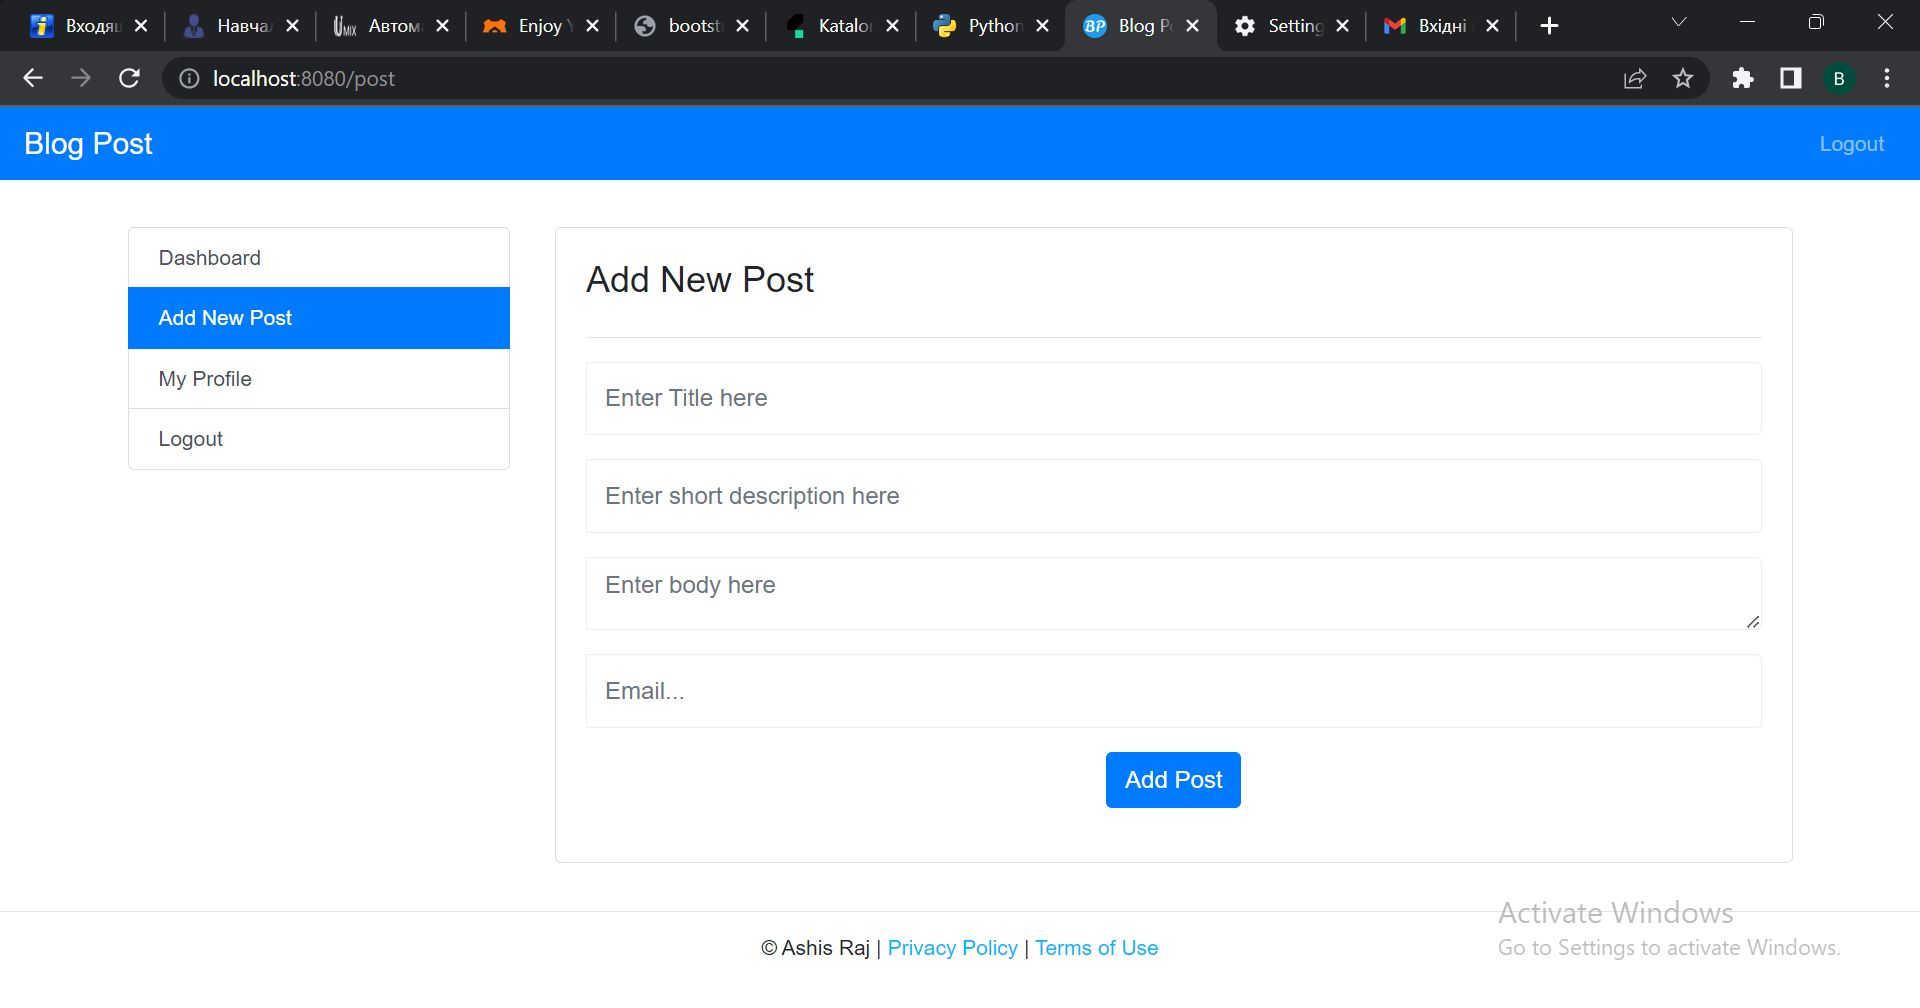 Входящ Навча Автом Enjoy Y bootst Katalon Python Blog Po Setting Вхідні
localhost:8080/post B
Blog Post Logout
Dashboard
Add New Post
My Profile
Logout
Add New Post
Enter Title here
Enter short description here
Enter body here
Email...
Add Post
Activate Windows
Go to Settings to activate Windows.
© Ashis Raj | Privacy Policy | Terms of Use